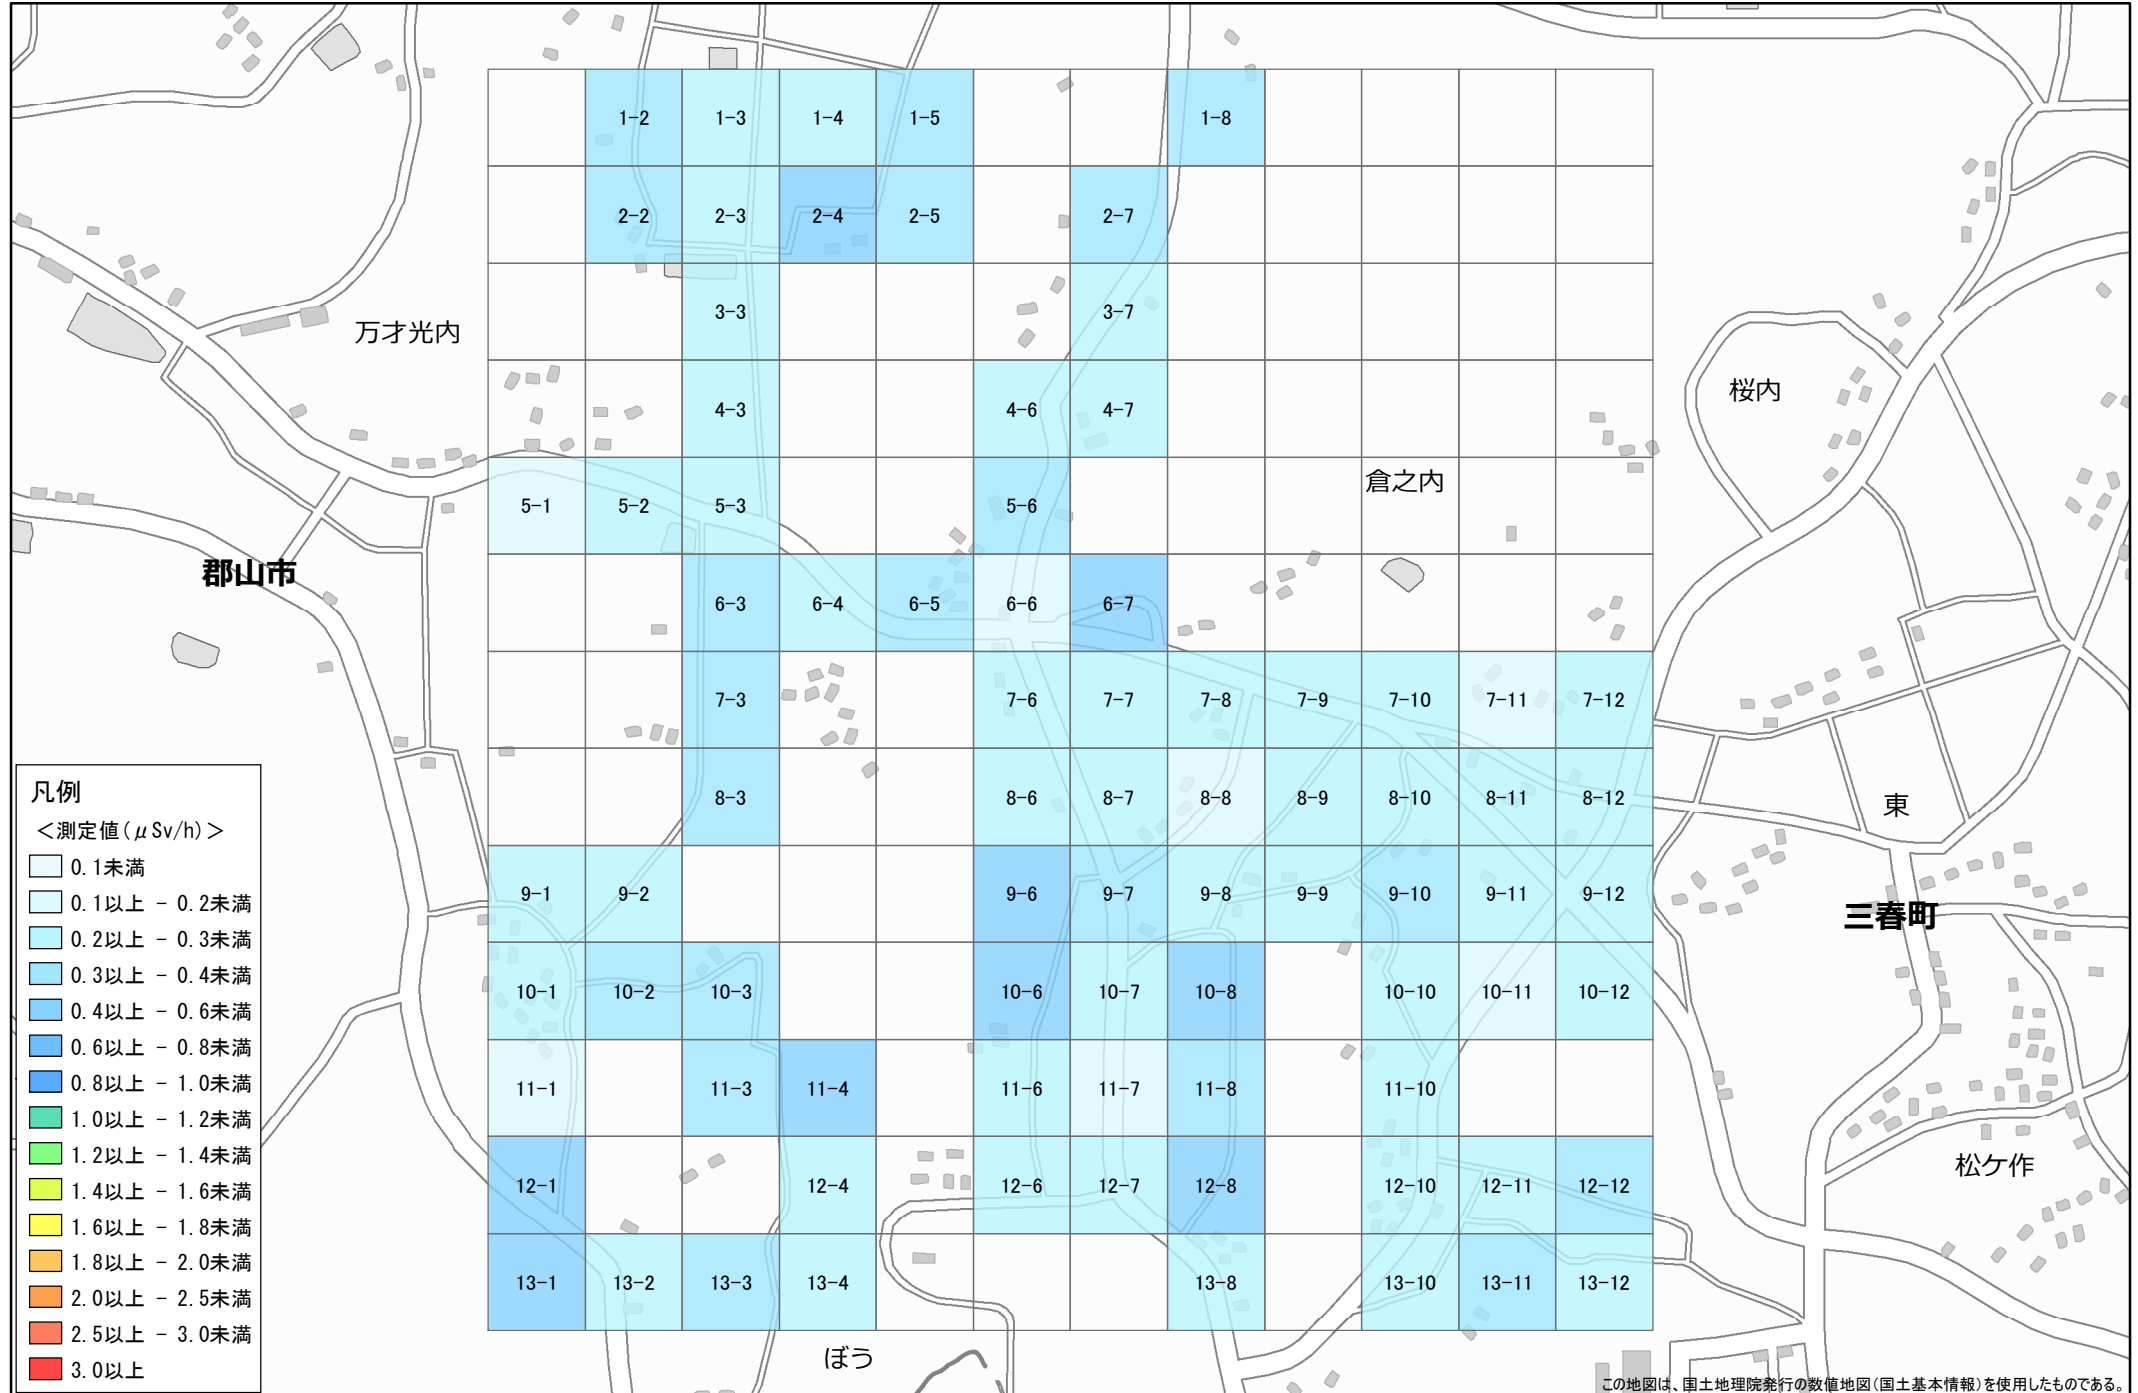 1-2 1-3 1-4 1-5 1-8
2-2 2-3 2-4 2-5 2-7
3-3 3-7
万才光内
4-3 4-6 4-7
桜内
倉之内
5-1 5-2 5-3 5-6
郡山市
6-3 6-4 6-5 6-6 6-7
7-3 7-6 7-7 7-8 7-9 7-10 7-11 7-12
8-3 8-6 8-7 8-8 8-9 8-10 8-11 8-12
東
9-1 9-2 9-6 9-7 9-8 9-9 9-10 9-11 9-12
三春町
10-1 10-2 10-3 10-6 10-7 10-8 10-10 10-11 10-12
11-1 11-3 11-4 11-6 11-7 11-8 11-10
12-1 12-4 12-6 12-7 12-8 12-10 12-11 12-12
松ケ作
13-1 13-2 13-3 13-4 13-8 13-10 13-11 13-12
ぼう
凡例
＜測定値(μSv/h)＞
0.1未満
0.1以上 - 0.2未満
0.2以上 - 0.3未満
0.3以上 - 0.4未満
0.4以上 - 0.6未満
0.6以上 - 0.8未満
0.8以上 - 1.0未満
1.0以上 - 1.2未満
1.2以上 - 1.4未満
1.4以上 - 1.6未満
1.6以上 - 1.8未満
1.8以上 - 2.0未満
2.0以上 - 2.5未満
2.5以上 - 3.0未満
3.0以上
この地図は、国土地理院発行の数値地図(国土基本情報)を使用したものである。